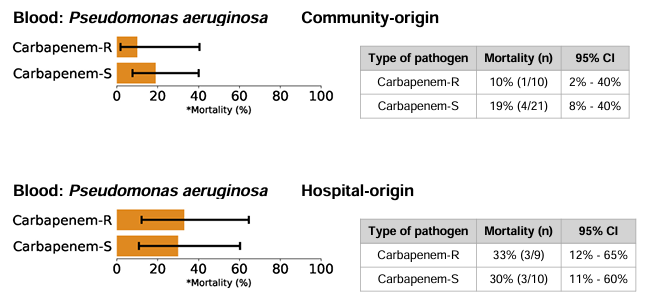 Blood: Pseudomonas aeruginosa Community-origin
Carbapenem-R
Carbapenem-S
0 20 40 60 80 100
*Mortality (%)
Type of pathogen Mortality (n) 95% CI
Carbapenem-R 10% (1/10) 2% - 40%
Carbapenem-S 19% (4/21) 8% - 40%
Blood: Pseudomonas aeruginosa Hospital-origin
Carbapenem-R
Carbapenem-S
0 20 40 60 80 100
*Mortality (%)
Type of pathogen Mortality (n) 95% CI
Carbapenem-R 33% (3/9) 12% - 65%
Carbapenem-S 30% (3/10) 11% - 60%